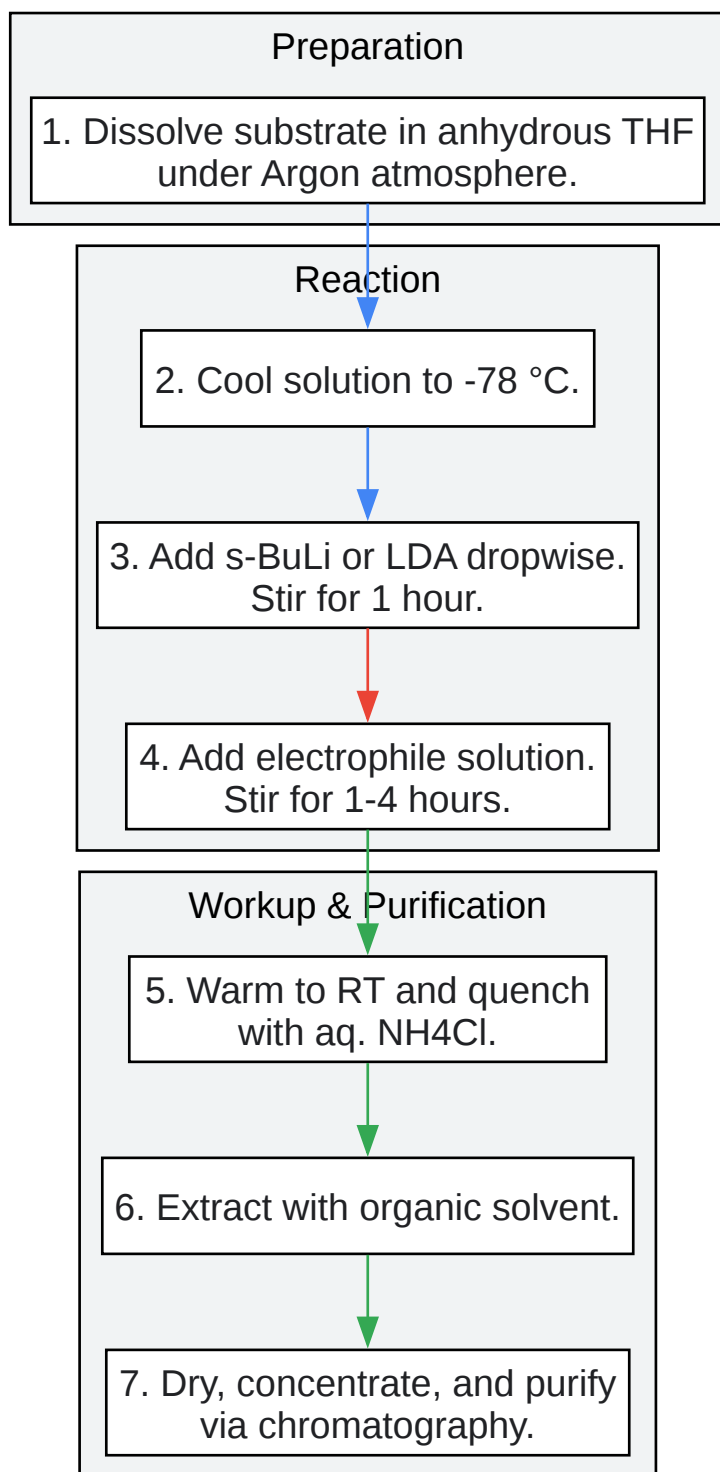 Preparation
1. Dissolve substrate in anhydrous THF
under Argon atmosphere.
Reaction
2. Cool solution to -78 °C.
3. Add s-BuLi or LDA dropwise.
Stir for 1 hour.
4. Add electrophile solution.
Stir for 1-4 hours.
Workup & Purification
5. Warm to RT and quench
with aq. NH4Cl.
6. Extract with organic solvent.
7. Dry, concentrate, and purify
via chromatography.